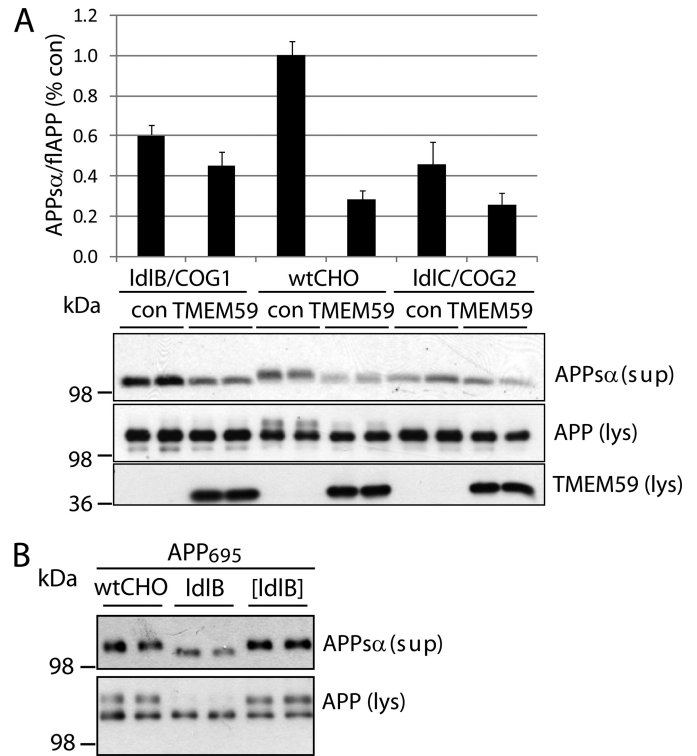 A
APPsα/flAPP (% con)
1.2
1.0
0.8
0.6
0.4
0.2
0.0
ldlB/COG1 wtCHO ldlC/COG2
kDa
con TMEM59 con TMEM59 con TMEM59
APPsα (sup)
98
APP (lys)
98
TMEM59 (lys)
36
B
APP695
kDa
wtCHO ldlB [ldlB]
APPsα (sup)
98
APP (lys)
98